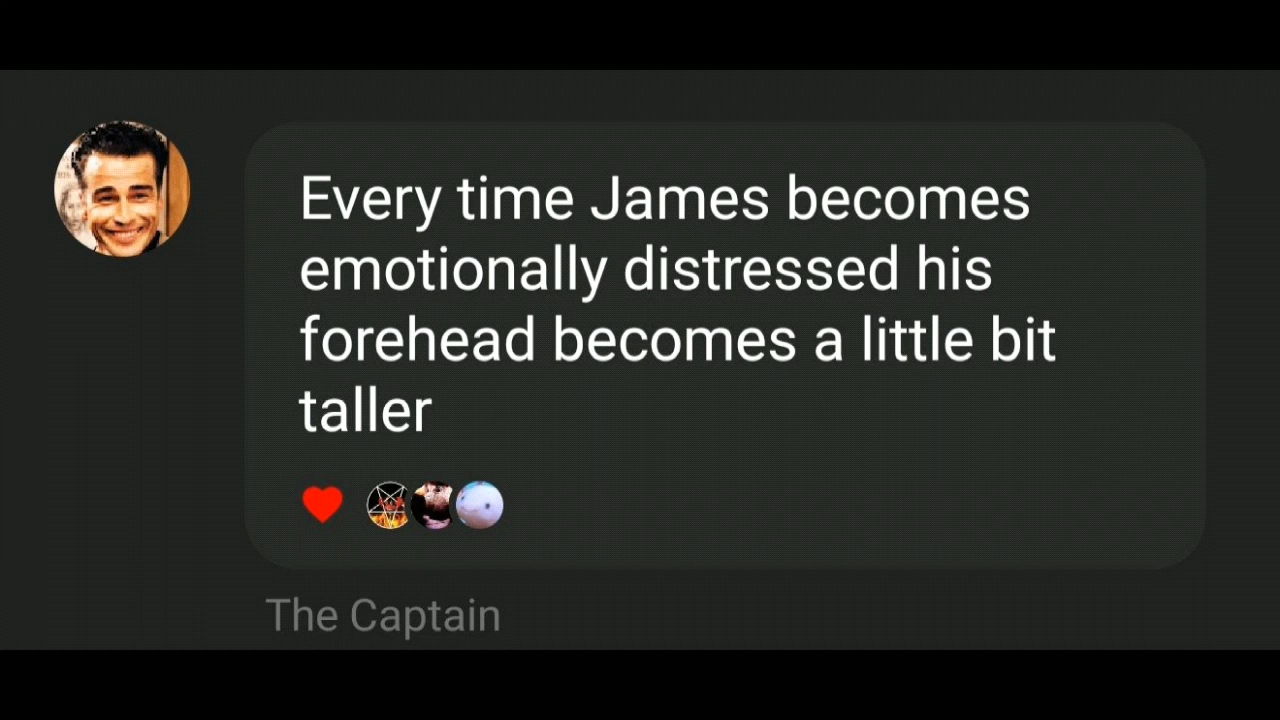 Every time James becomes
emotionally distressed his
forehead becomes a little bit
taller
The Captain